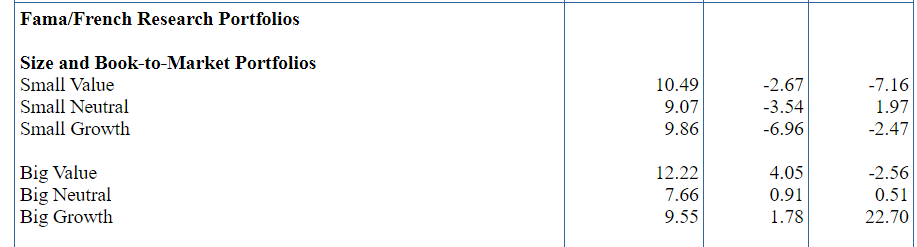 Fama/French Research Portfolios
Size and Book-to-Market Portfolios
Small Value 10.49 -2.67 -7.16
Small Neutral 9.07 -3.54 1.97
Small Growth 9.86 -6.96 -2.47
Big Value 12.22 4.05 -2.56
Big Neutral 7.66 0.91 0.51
Big Growth 9.55 1.78 22.70